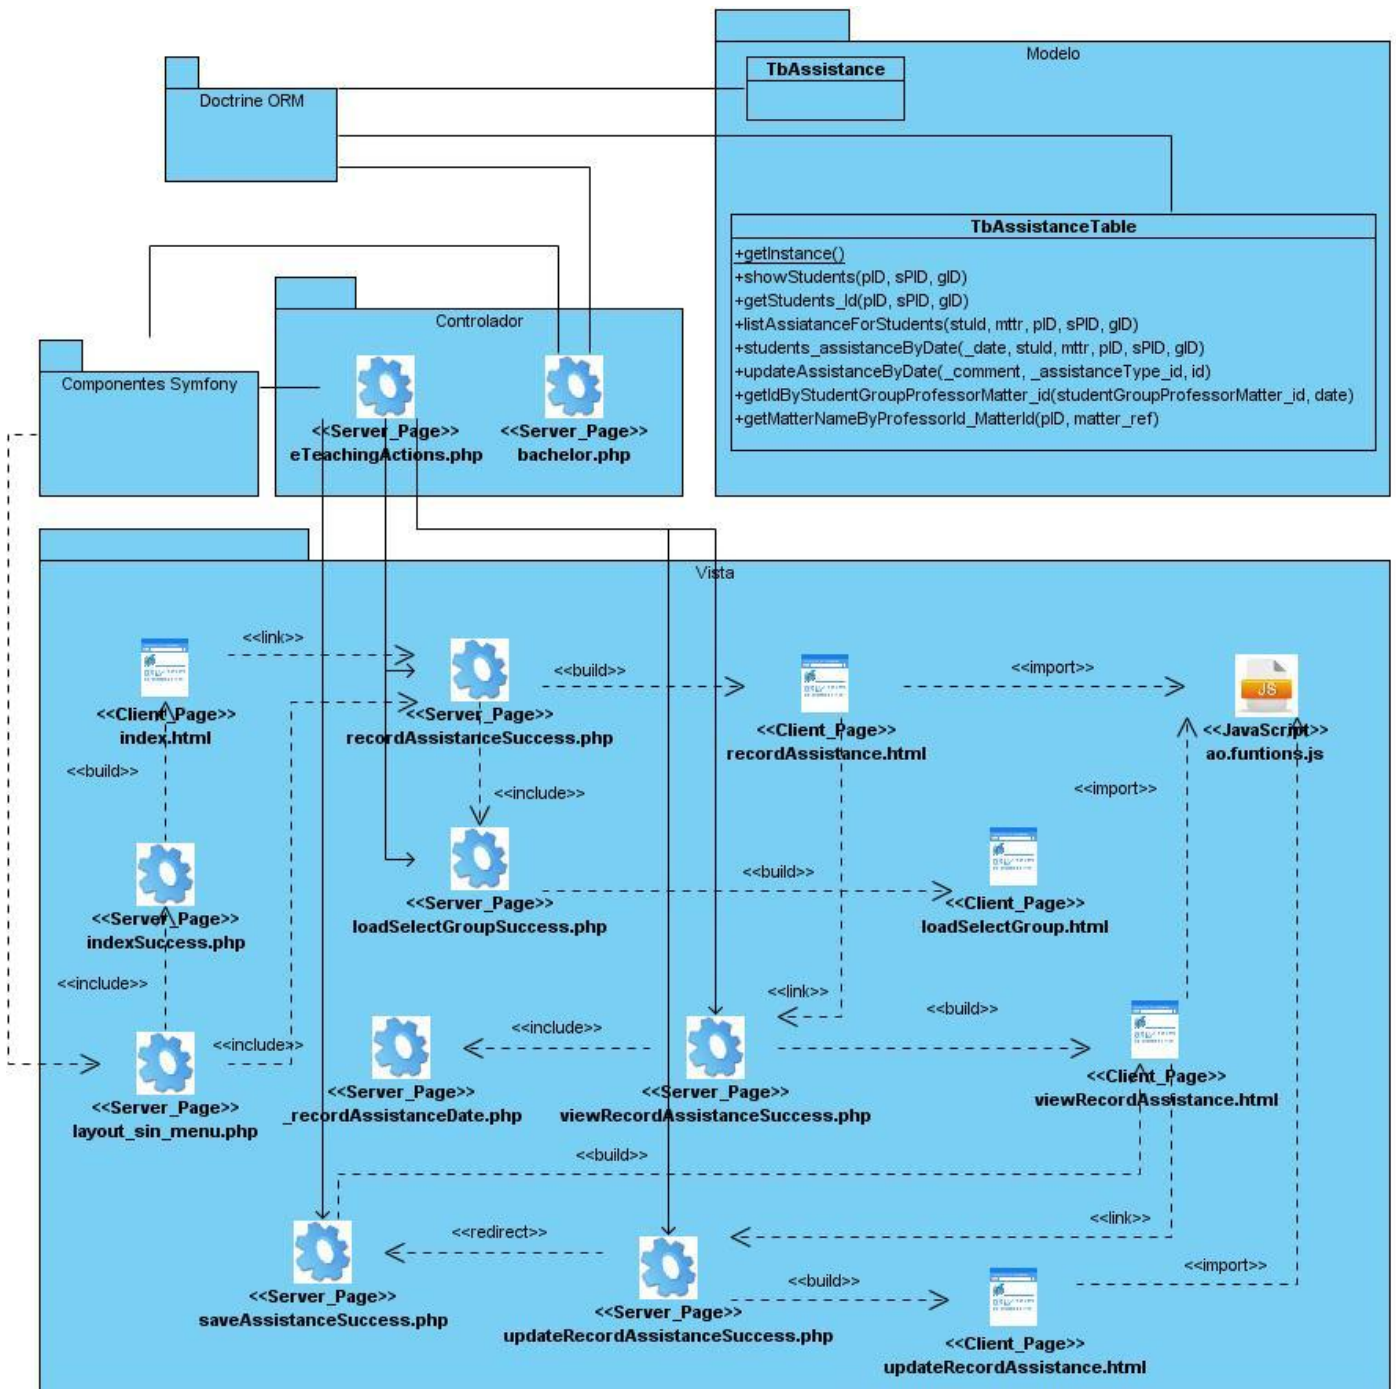 Modelo
TbAssistance
Doctrine ORM
TbAssistanceTable
+getInstance()
+showStudents(pID, sPID, gID)
+getStudents_Id(pID, sPID, gID)
+listAssiatanceForStudents(stuId, mttr, pID, sPID, gID)
+students_assistanceByDate(_date, stuId, mttr, pID, sPID, gID)
+updateAssistanceByDate(_comment, _assistanceType_id, id)
+getIdByStudentGroupProfessorMatter_id(studentGroupProfessorMatter_id, date)
+getMatterNameByProfessorId_MatterId(pID, matter_ref)
Controlador
Componentes Symfony
<<Server_Page>>
eTeachingActions.php
<<Server_Page>>
bachelor.php
Vista
<<link>>
<<build>>
<<import>>
<<Client_Page>>
index.html
<<Server_Page>>
recordAssistanceSuccess.php
<<Client_Page>>
recordAssistance.html
<<JavaScript>>
ao.funtions.js
<<build>>
<<include>>
<<import>>
<<build>>
<<Server_Page>>
indexSuccess.php
<<Server_Page>>
loadSelectGroupSuccess.php
<<Client_Page>>
loadSelectGroup.html
<<include>>
<<link>>
<<build>>
<<include>>
<<include>>
<<Server_Page>>
layout_sin_menu.php
<<Server_Page>>
_recordAssistanceDate.php
<<Server_Page>>
viewRecordAssistanceSuccess.php
<<Client_Page>>
viewRecordAssistance.html
<<build>>
<<redirect>>
<<link>>
<<import>>
<<build>>
<<Server_Page>>
saveAssistanceSuccess.php
<<Server_Page>>
updateRecordAssistanceSuccess.php
<<Client_Page>>
updateRecordAssistance.html
JS